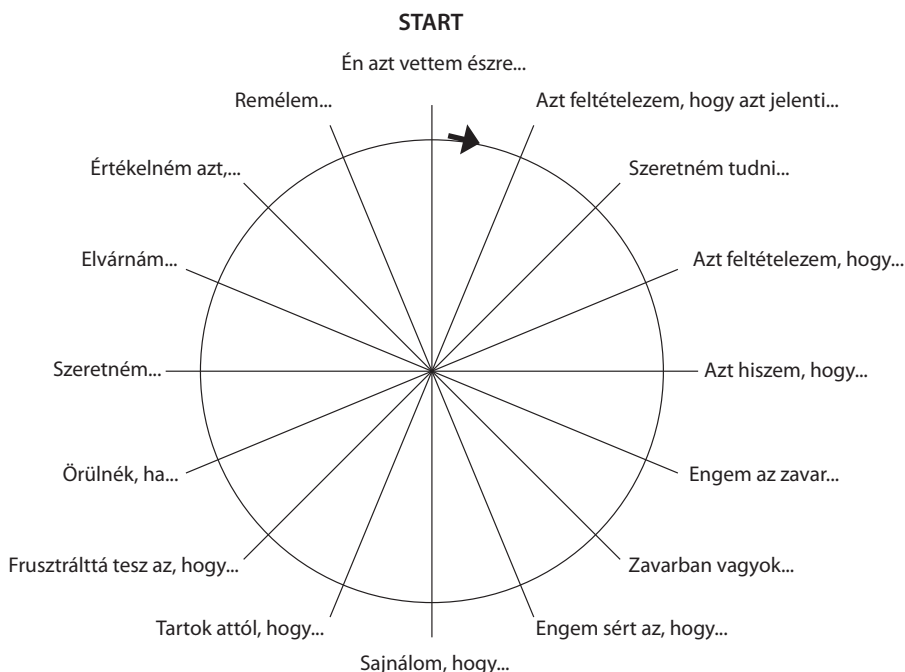 START
Én azt vettem észre...
Azt feltételezem, hogy azt jelenti...
Szeretném tudni...
Azt feltételezem, hogy...
Azt hiszem, hogy...
Engem az zavar...
Zavarban vagyok...
Engem sért az, hogy...
Sajnálom, hogy...
Tartok attól, hogy...
Frusztrálttá tesz az, hogy...
Örülnék, ha...
Szeretném...
Elvárnám...
Értékelném azt,...
Remélem...